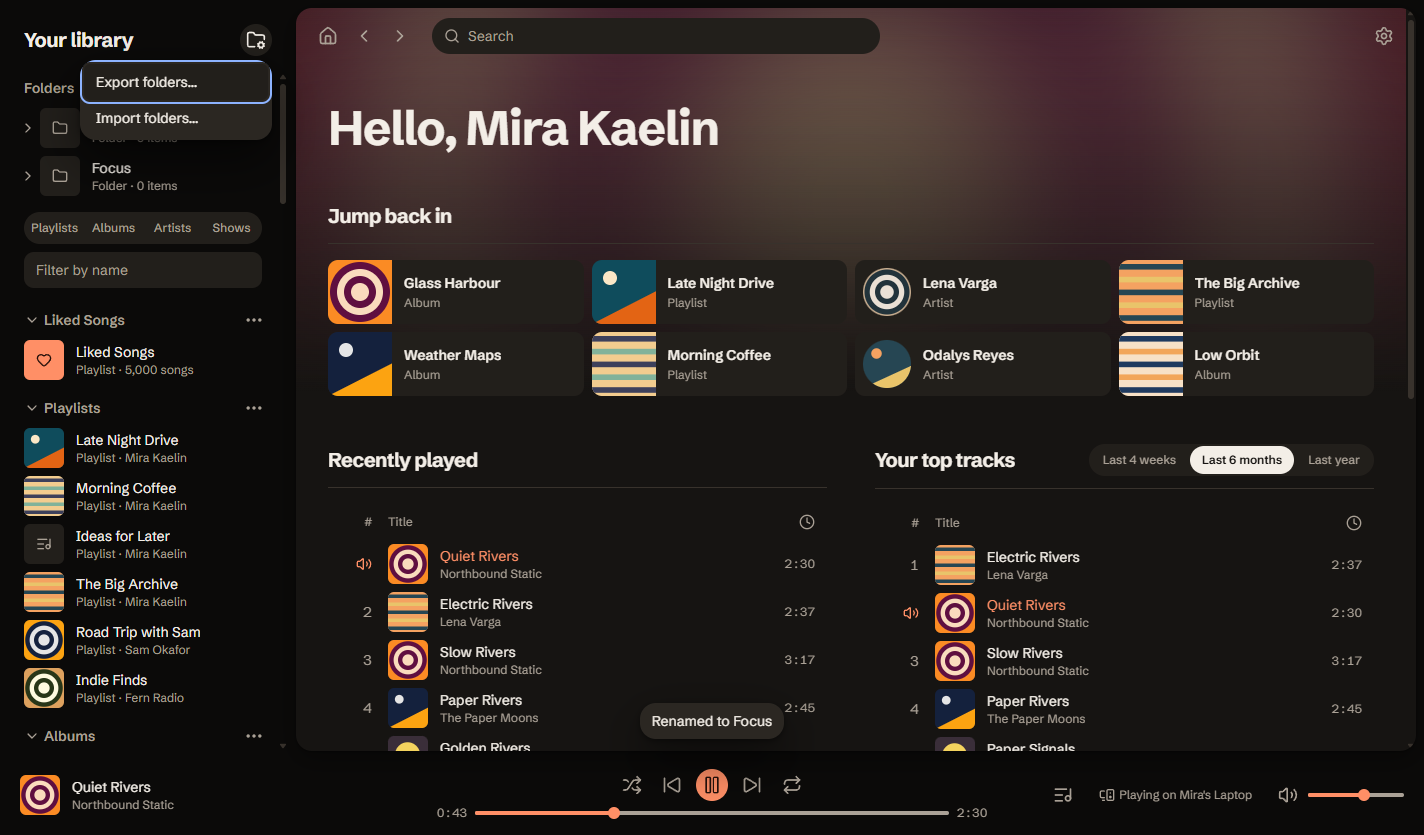 Your library
Export folders...
Import folders...
Folders
Focus
Folder · 0 items
Playlists
Albums
Artists
Shows
Filter by name
Liked Songs
Liked Songs
Playlist · 5,000 songs
Playlists
Late Night Drive
Playlist · Mira Kaelin
Morning Coffee
Playlist · Mira Kaelin
Ideas for Later
Playlist · Mira Kaelin
The Big Archive
Playlist · Mira Kaelin
Road Trip with Sam
Playlist · Sam Okafor
Indie Finds
Playlist · Fern Radio
Albums
Search
Hello, Mira Kaelin
Jump back in
Glass Harbour
Album
Late Night Drive
Playlist
Lena Varga
Artist
The Big Archive
Playlist
Weather Maps
Album
Morning Coffee
Playlist
Odalys Reyes
Artist
Low Orbit
Album
Recently played
# Title
Quiet Rivers
Northbound Static
2:30
2
Electric Rivers
Lena Varga
2:37
3
Slow Rivers
Northbound Static
3:17
4
Paper Rivers
The Paper Moons
2:45
Golden Rivers
Your top tracks
Last 4 weeks
Last 6 months
Last year
# Title
1
Electric Rivers
Lena Varga
2:37
Quiet Rivers
Northbound Static
2:30
3
Slow Rivers
Northbound Static
3:17
4
Paper Rivers
The Paper Moons
2:45
Paper Signals
Renamed to Focus
Quiet Rivers
Northbound Static
0:43
2:30
Playing on Mira's Laptop